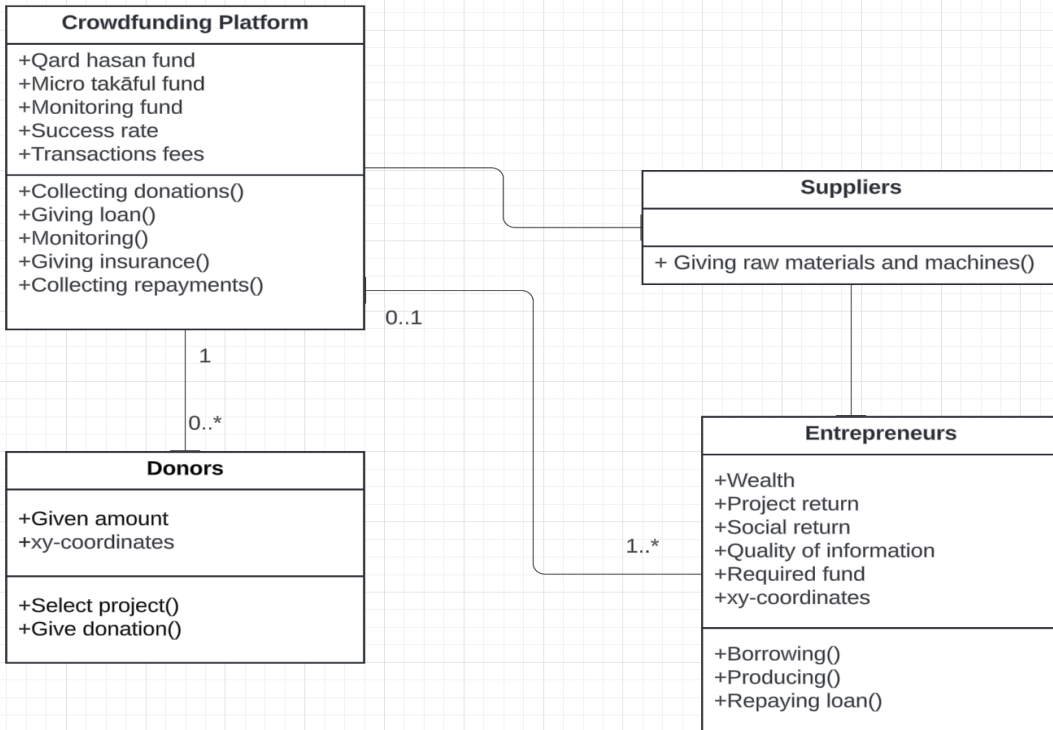 Crowdfunding Platform
+Qard hasan fund
+Micro takāful fund
+Monitoring fund
+Success rate
+Transactions fees
+Collecting donations()
+Giving loan()
+Monitoring()
+Giving insurance()
+Collecting repayments()
Suppliers
+ Giving raw materials and machines()
0..1
1
0..*
Donors
+Given amount
+xy-coordinates
+Select project()
+Give donation()
1..*
Entrepreneurs
+Wealth
+Project return
+Social return
+Quality of information
+Required fund
+xy-coordinates
+Borrowing()
+Producing()
+Repaying loan()